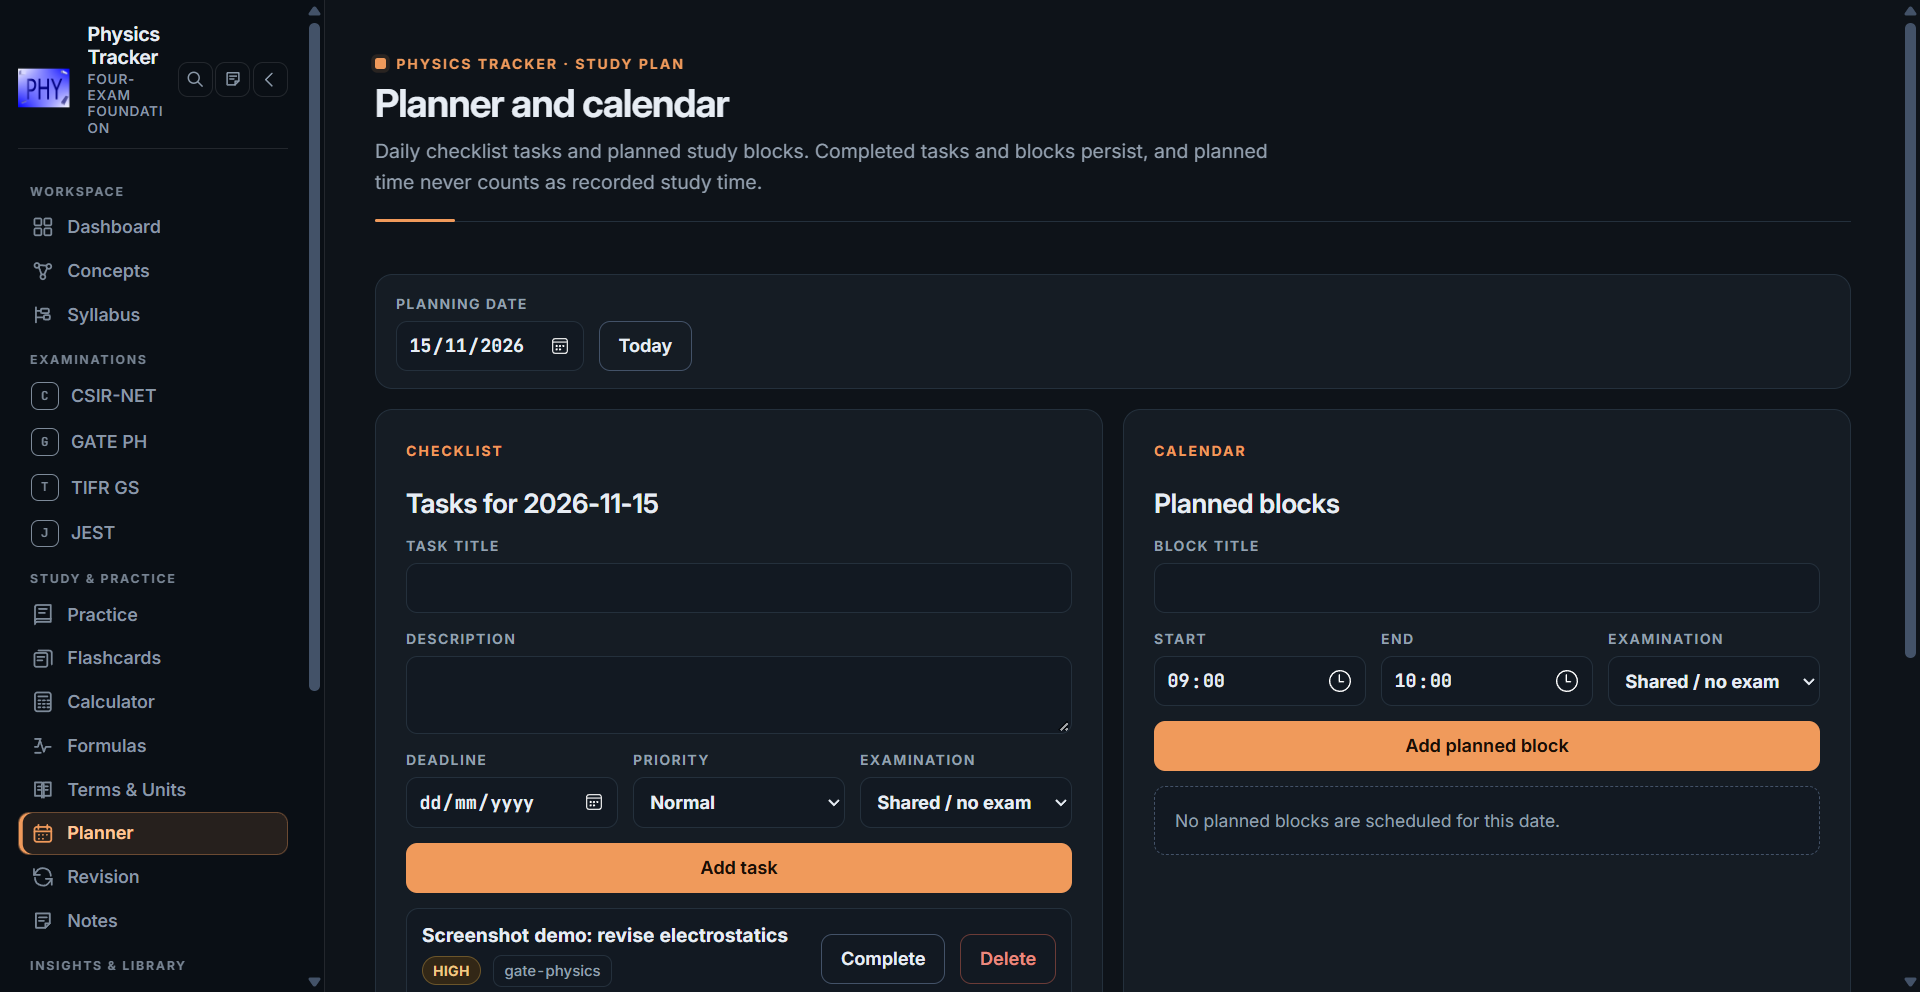 Physics
Tracker
FOUR-
EXAM
FOUNDATI
ON
PHY
WORKSPACE
Dashboard
Concepts
Syllabus
EXAMINATIONS
C CSIR-NET
G GATE PH
T TIFR GS
J JEST
STUDY & PRACTICE
Practice
Flashcards
Calculator
Formulas
Terms & Units
Planner
Revision
Notes
INSIGHTS & LIBRARY
PHYSICS TRACKER · STUDY PLAN
Planner and calendar
Daily checklist tasks and planned study blocks. Completed tasks and blocks persist, and planned
time never counts as recorded study time.
PLANNING DATE
15/11/2026 Today
CHECKLIST
Tasks for 2026-11-15
TASK TITLE
DESCRIPTION
DEADLINE PRIORITY EXAMINATION
dd/mm/yyyy Normal Shared / no exam
Add task
Screenshot demo: revise electrostatics
HIGH gate-physics
Complete Delete
CALENDAR
Planned blocks
BLOCK TITLE
START END EXAMINATION
09:00 10:00 Shared / no exam
Add planned block
No planned blocks are scheduled for this date.